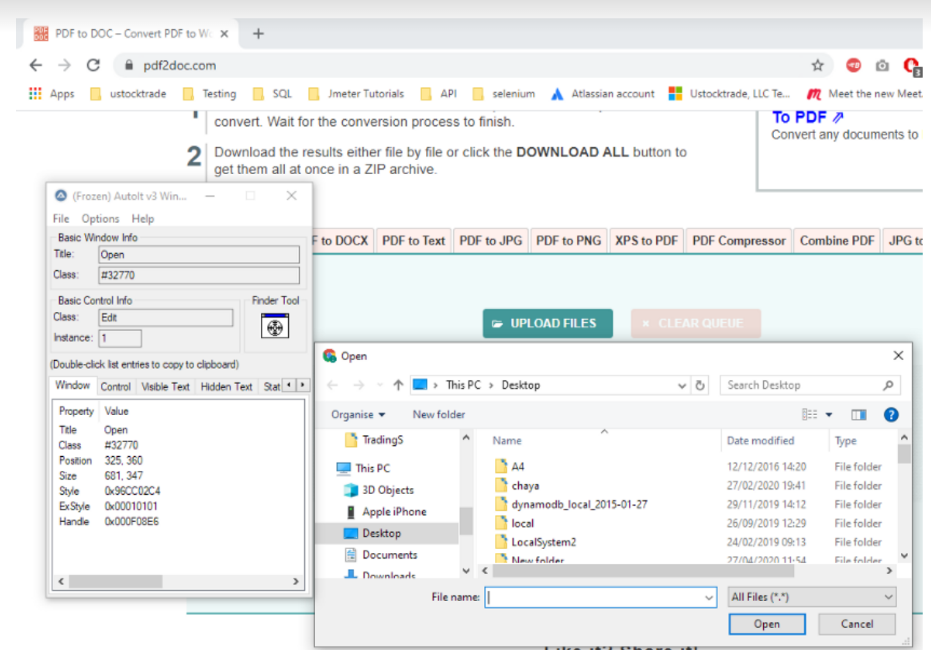 PDF to DOC – Convert PDF to Wo
pdf2doc.com
Apps ustocktrade Testing SQL Jmeter Tutorials API selenium Atlassian account Ustocktrade, LLC Te... Meet the new Meet
convert. Wait for the conversion process to finish.
2 Download the results either file by file or click the DOWNLOAD ALL button to
get them all at once in a ZIP archive.
To PDF
Convert any documents to
F to DOCX PDF to Text PDF to JPG PDF to PNG XPS to PDF PDF Compressor Combine PDF JPG to
UPLOAD FILES CLEAR QUEUE
(Frozen) AutoIt v3 Win...
File Options Help
Basic Window Info
Title: Open
Class: #32770
Basic Control Info Finder Tool
Class: Edit
Instance: 1
(Double-click list entries to copy to clipboard)
Window Control Visible Text Hidden Text Stat
Property Value
Title Open
Class #32770
Position 325, 360
Size 681, 347
Style 0x96CC02C4
ExStyle 0x00010101
Handle 0x000F08E6
Open
This PC > Desktop Search Desktop
Organise New folder
TradingS
This PC
3D Objects
Apple iPhone
Desktop
Documents
Downloads
Name Date modified Type
A4 12/12/2016 14:20 File folder
chaya 27/02/2020 19:41 File folder
dynamodb_local_2015-01-27 29/11/2019 14:12 File folder
local 26/09/2019 12:29 File folder
LocalSystem2 24/02/2019 09:13 File folder
New folder 27/04/2020 11:54 File folder
File name: All Files (*.*)
Open Cancel
Like it? Share it!